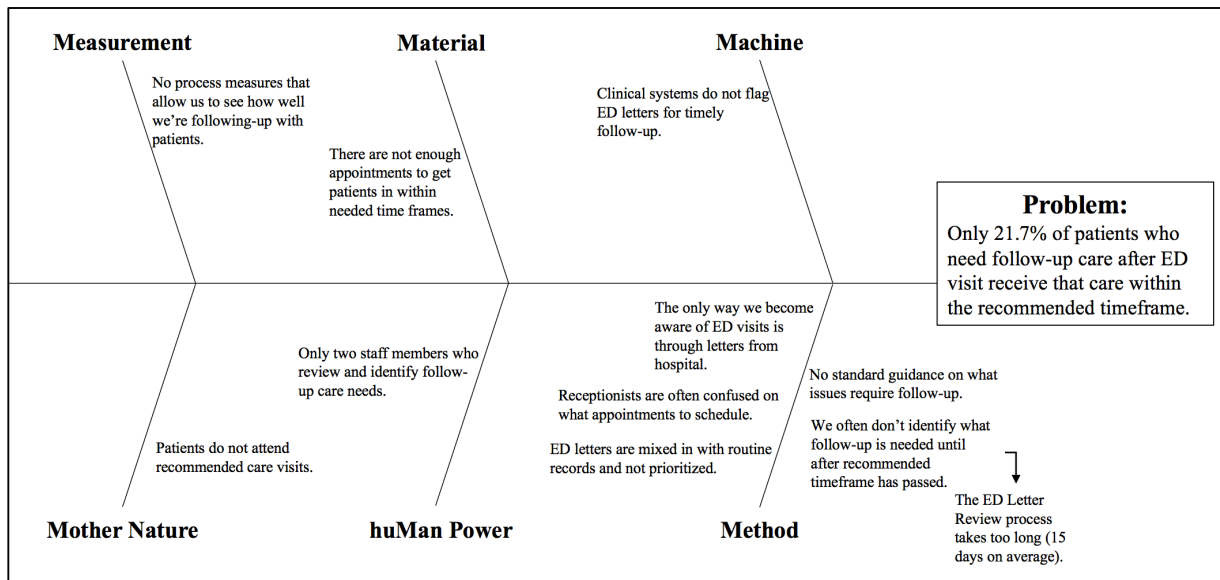 Measurement
No process measures that
allow us to see how well
we're following-up with
patients.
Material
There are not enough
appointments to get
patients in within
needed time frames.
Machine
Clinical systems do not flag
ED letters for timely
follow-up.
Problem:
Only 21.7% of patients who
need follow-up care after ED
visit receive that care within
the recommended timeframe.
Patients do not attend
recommended care visits.
Mother Nature
Only two staff members who
review and identify follow-
up care needs.
huMan Power
The only way we become
aware of ED visits is
through letters from
hospital.
Receptionists are often confused on
what appointments to schedule.
ED letters are mixed in with routine
records and not prioritized.
Method
No standard guidance on what
issues require follow-up.
We often don't identify what
follow-up is needed until
after recommended
timeframe has passed.
The ED Letter
Review process
takes too long (15
days on average).